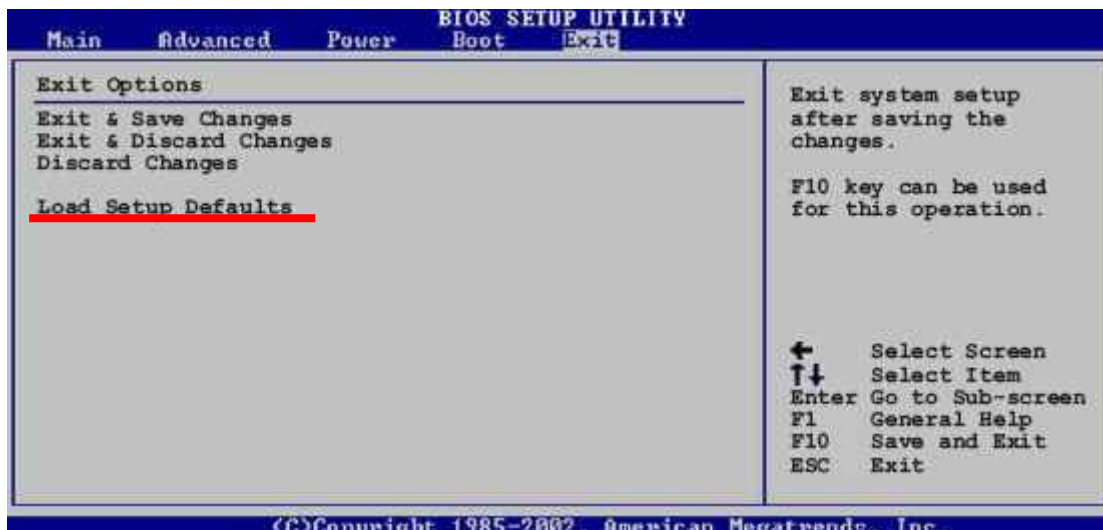 BIOS SETUP UTILITY
Main Advanced Power Boot Exit
Exit Options
Exit & Save Changes
Exit & Discard Changes
Discard Changes
Load Setup Defaults
Exit system setup
after saving the
changes.
F10 key can be used
for this operation.
← Select Screen
↑↓ Select Item
Enter Go to Sub-screen
F1 General Help
F10 Save and Exit
ESC Exit
(C)Copyright 1985-2002, American Megatrends, Inc.